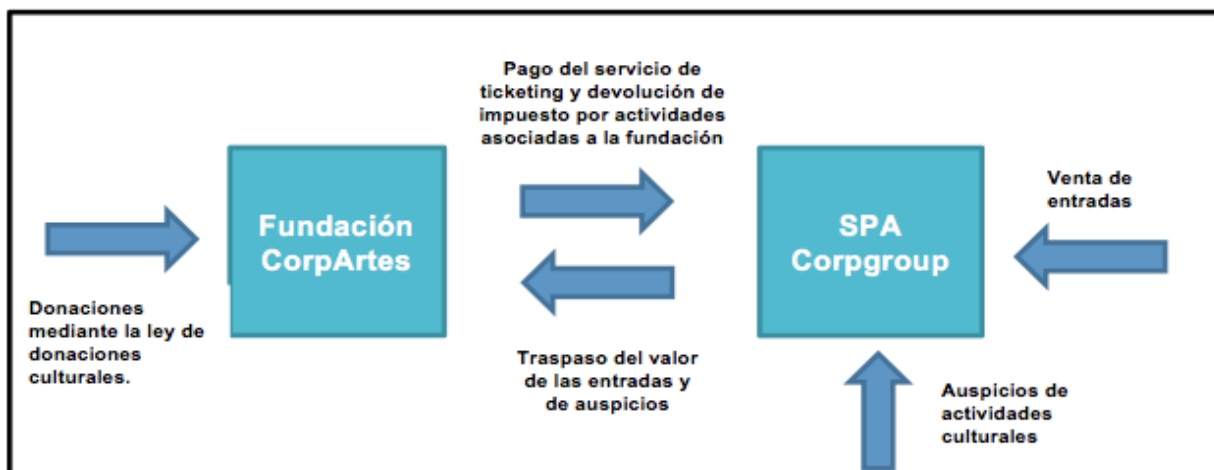 Pago del servicio de
ticketing y devolución de
impuesto por actividades
asociadas a la fundación
Fundación
CorpArtes
SPA
Corpgroup
Venta de
entradas
Donaciones
mediante la ley de
donaciones
culturales.
Traspaso del valor
de las entradas y
de auspicios
Auspicios de
actividades
culturales